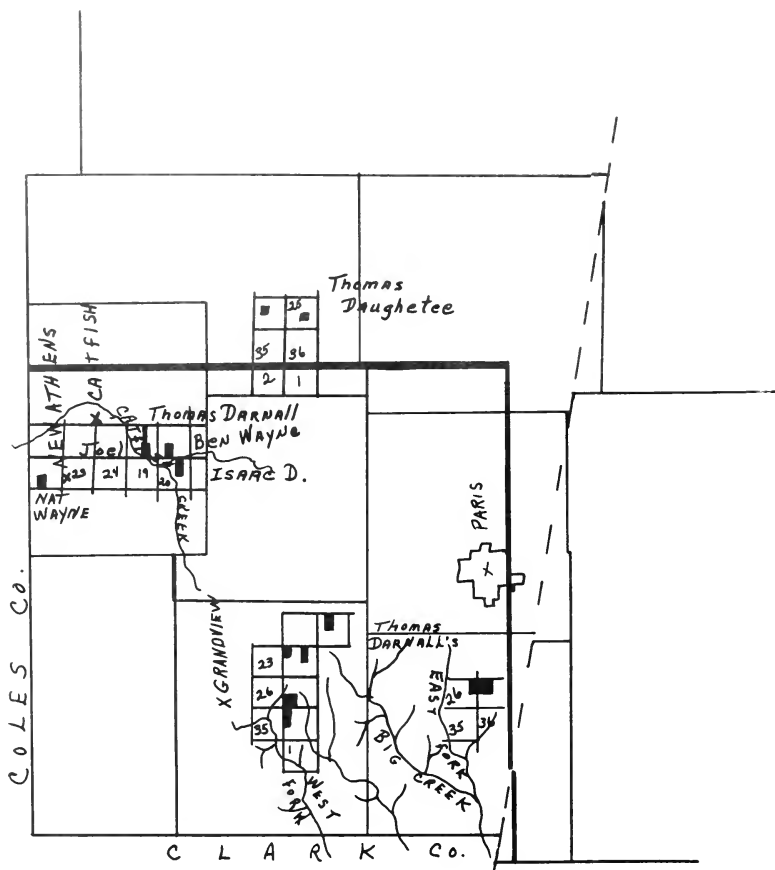 Thomas
Daughetee
25
35 36
2 1
NEW ATHENS
X CATFISH
CATFISH
Thomas DARNALL
Joel
BEN WAYNE
X 23 24 19 20
ISAAC D.
NAT
WAYNE
CREEK
PARIS
X
COLES CO.
X GRANDVIEW
Thomas
DARNALL'S
23
26
35
1
WEST
FORK
BIG
CREEK
EAST
FORK
26
35 36
CLARK CO.